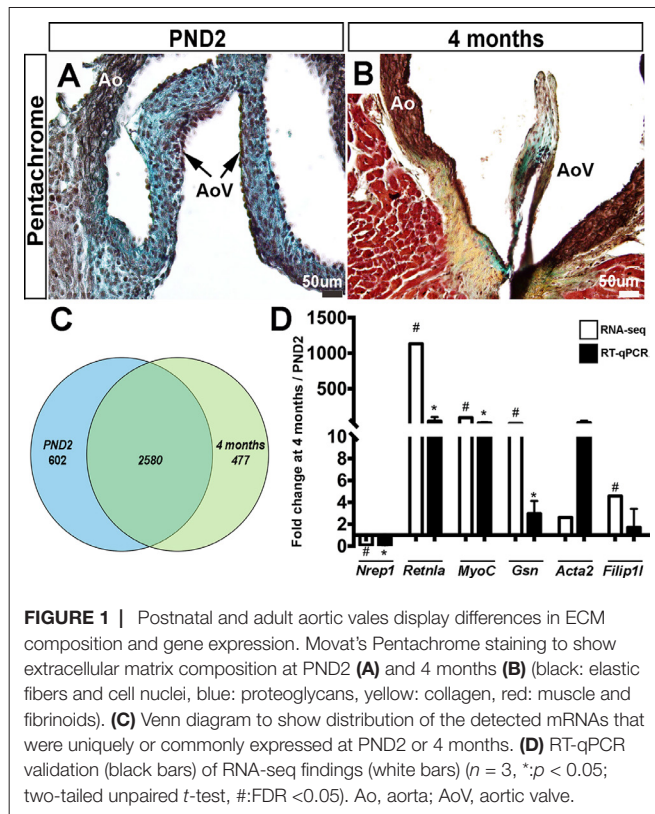 PND2
4 months
Pentachrome
A
Ao
AoV
50um
B
Ao
AoV
50um
C
PND2
602
2580
4 months
477
D
Fold change at 4 months / PND2
1500
1000
500
10
8
6
4
2
0
RNA-seq
RT-qPCR
#
*
#
*
#
*
#
*
#
Nrep1
Retnla
MyoC
Gsn
Acta2
Filip1l
FIGURE 1 | Postnatal and adult aortic vales display differences in ECM
composition and gene expression. Movat's Pentachrome staining to show
extracellular matrix composition at PND2 (A) and 4 months (B) (black: elastic
fibers and cell nuclei, blue: proteoglycans, yellow: collagen, red: muscle and
fibrinoids). (C) Venn diagram to show distribution of the detected mRNAs that
were uniquely or commonly expressed at PND2 or 4 months. (D) RT-qPCR
validation (black bars) of RNA-seq findings (white bars) (n = 3, *:p < 0.05;
two-tailed unpaired t-test, #:FDR <0.05). Ao, aorta; AoV, aortic valve.